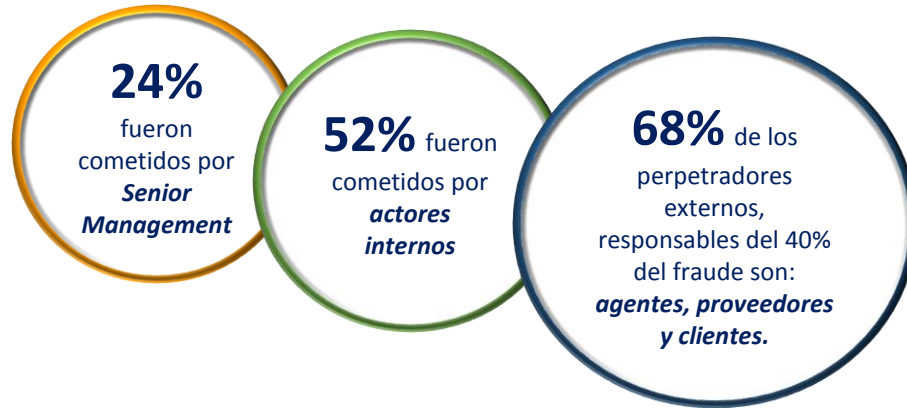 24%
fueron
cometidos por
Senior
Management
52% fueron
cometidos por
actores
internos
68% de los
perpetradores
externos,
responsables del 40%
del fraude son:
agentes, proveedores
y clientes.